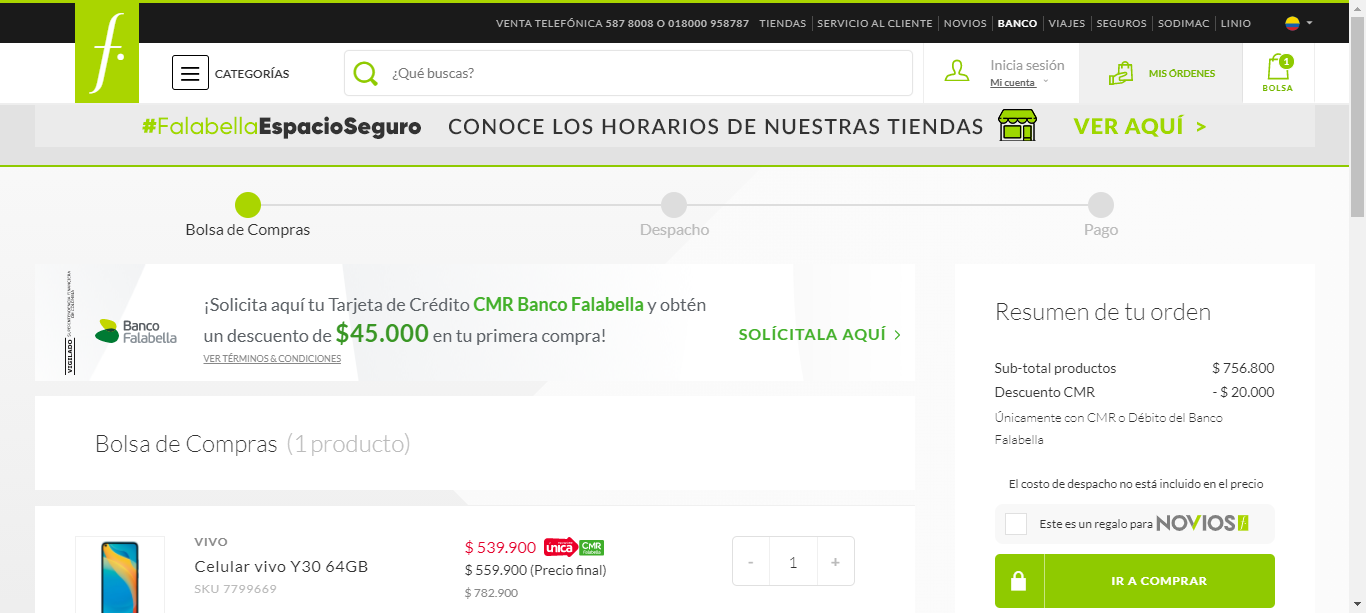 VENTA TELEFÓNICA 587 8008 O 018000 958787 TIENDAS SERVICIO AL CLIENTE NOVIOS BANCO VIAJES SEGUROS SODIMAC LINIO
f.
CATEGORÍAS
¿Qué buscas?
Inicia sesión
Mi cuenta
MIS ÓRDENES
1
BOLSA
#FalabellaEspacioSeguro CONOCE LOS HORARIOS DE NUESTRAS TIENDAS VER AQUÍ >
Bolsa de Compras
Despacho
Pago
VIGILADO
Banco
Falabella
¡Solicita aquí tu Tarjeta de Crédito CMR Banco Falabella y obtén
un descuento de $45.000 en tu primera compra!
VER TÉRMINOS & CONDICIONES
SOLÍCITALA AQUÍ >
Bolsa de Compras (1 producto)
VIVO
Celular vivo Y30 64GB
SKU 7799669
$ 539.900 única CMR Falabella
$ 559.900 (Precio final)
$ 782.900
- 1 +
Resumen de tu orden
Sub-total productos $ 756.800
Descuento CMR - $ 20.000
Únicamente con CMR o Débito del Banco
Falabella
El costo de despacho no está incluido en el precio
Este es un regalo para NOVIOS f.
IR A COMPRAR